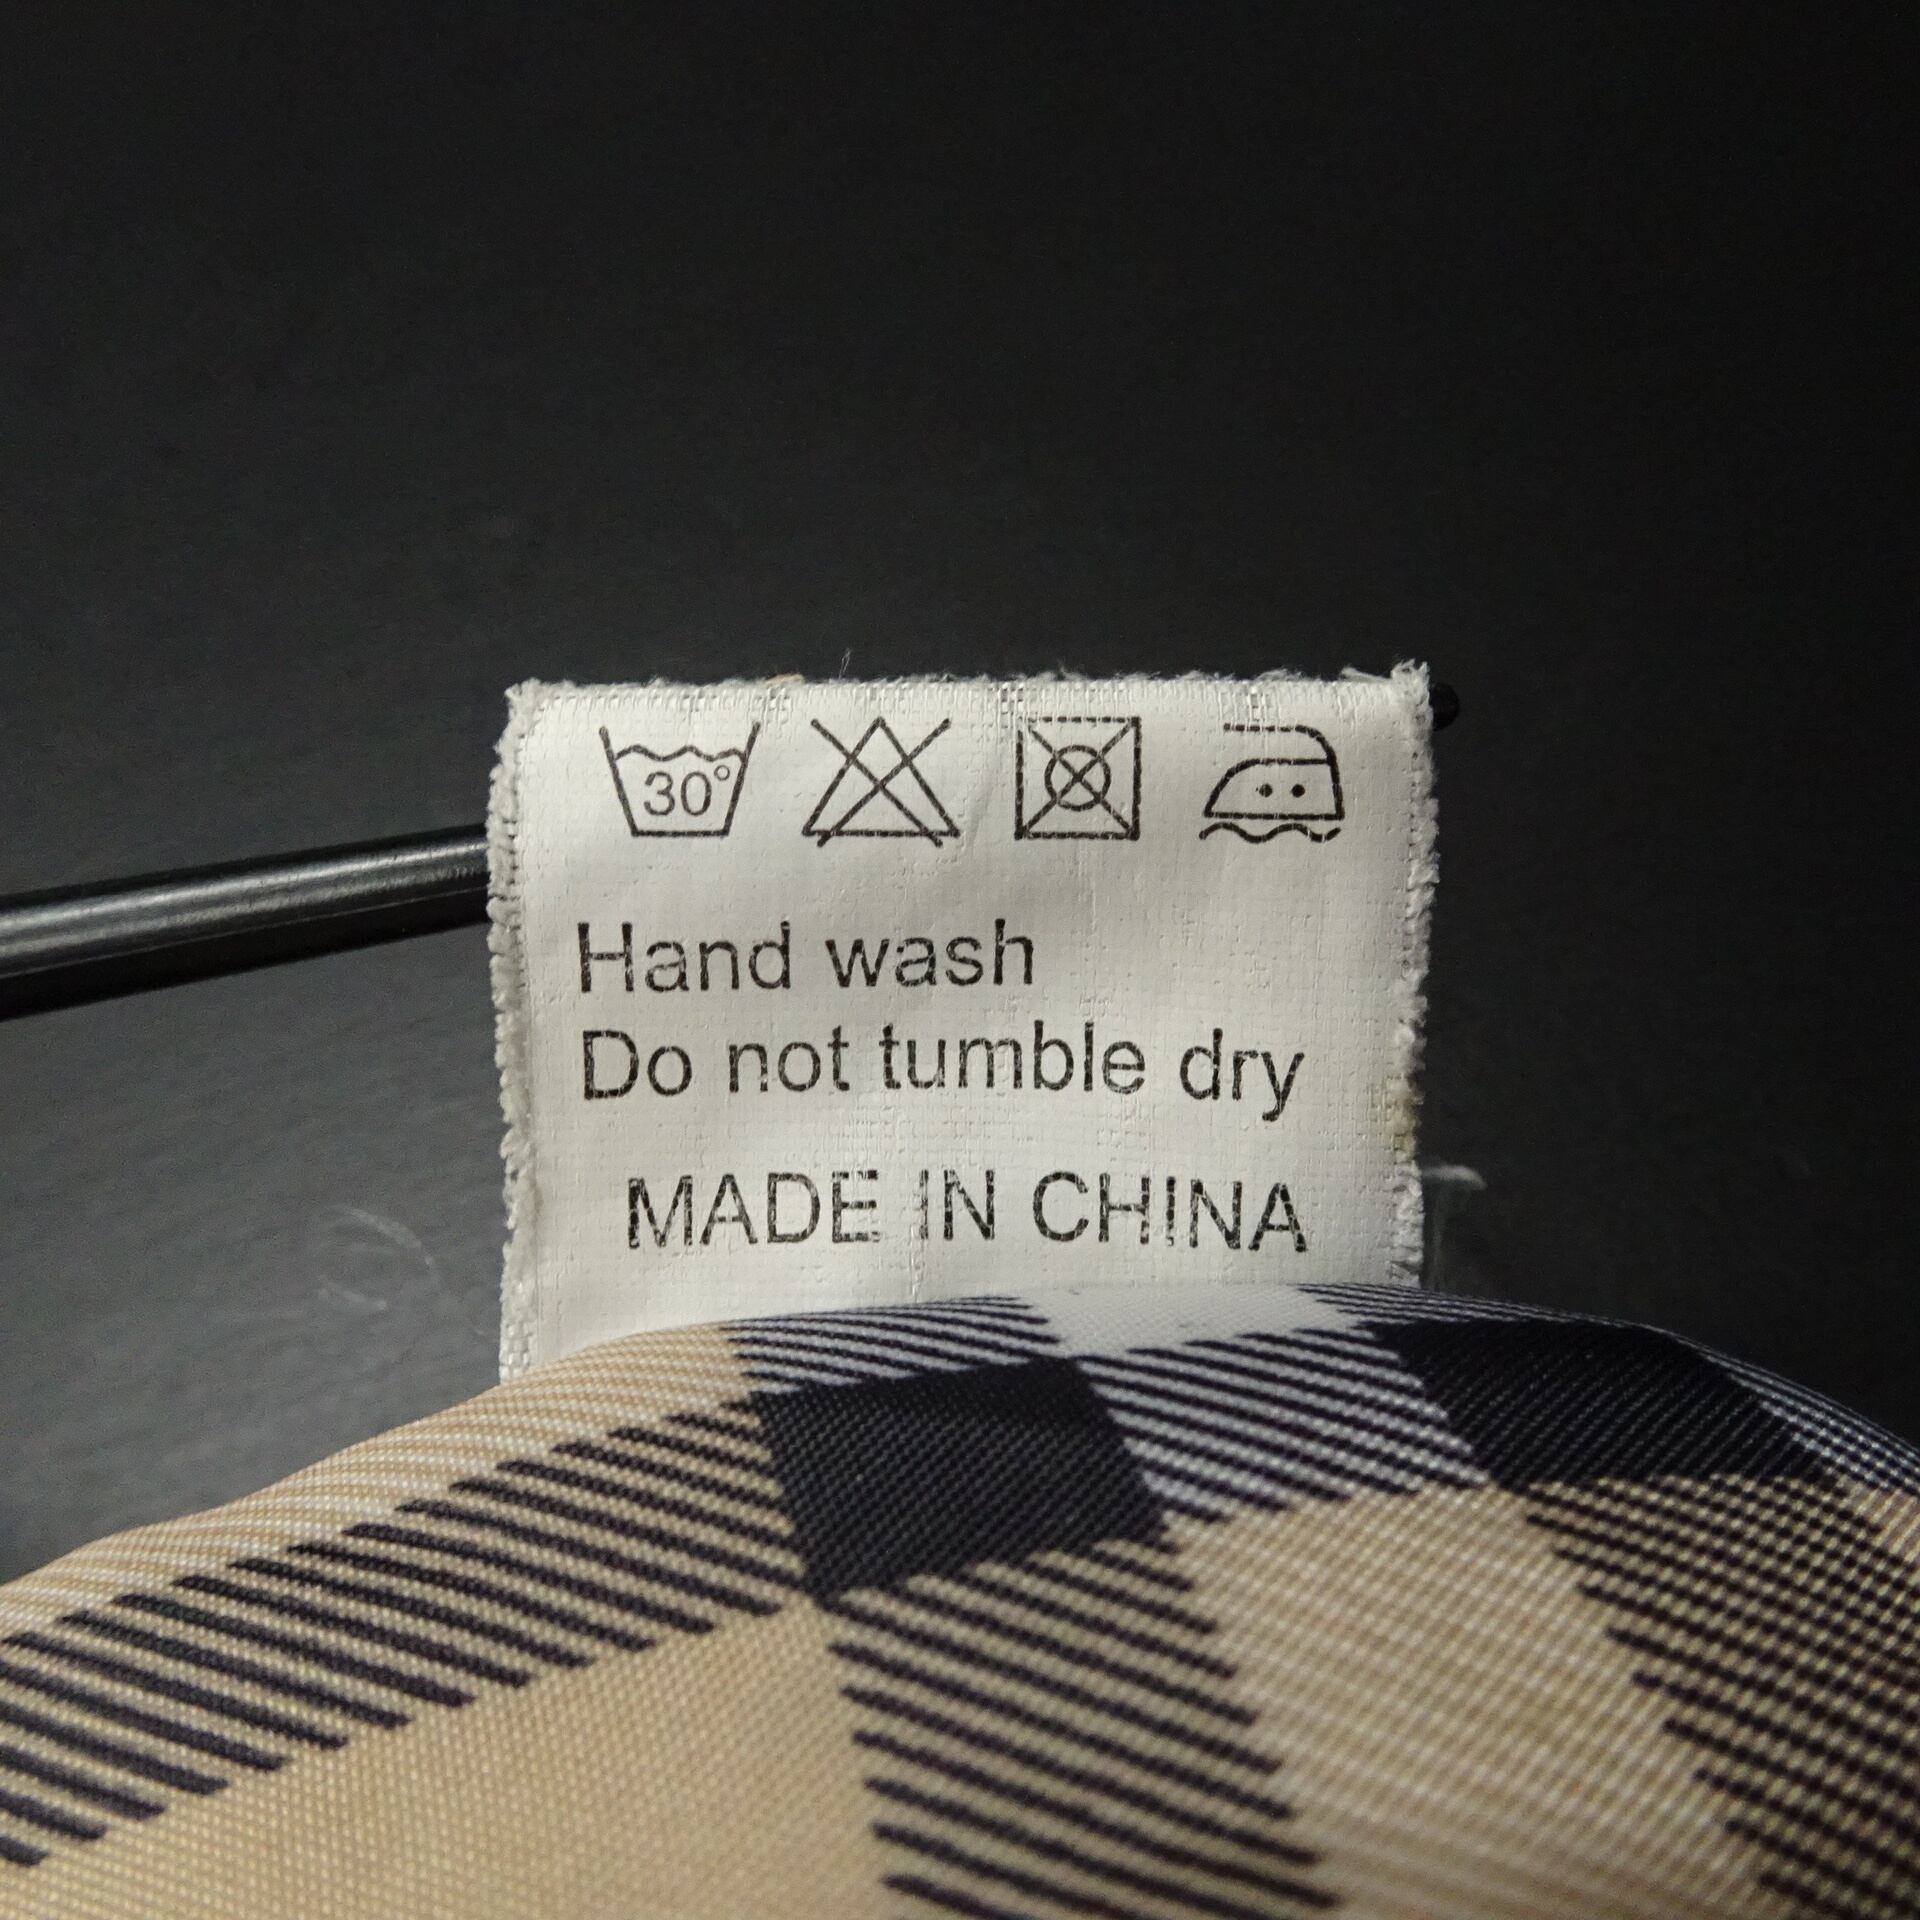 30°
Hand wash
Do not tumble dry
MADE IN CHINA